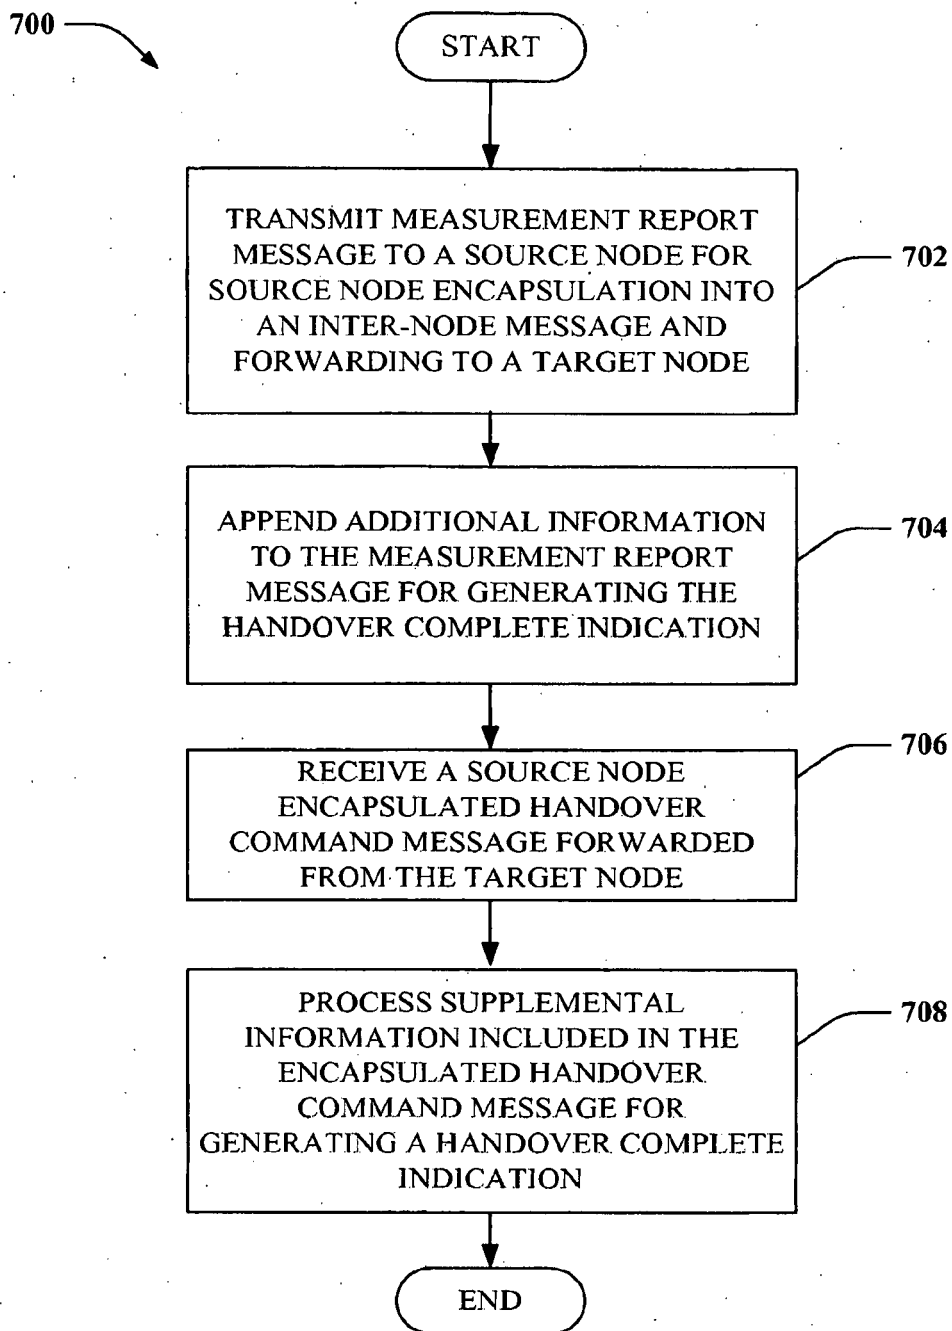 700
START
TRANSMIT MEASUREMENT REPORT
MESSAGE TO A SOURCE NODE FOR
SOURCE NODE ENCAPSULATION INTO
AN INTER-NODE MESSAGE AND
FORWARDING TO A TARGET NODE
702
APPEND ADDITIONAL INFORMATION
TO THE MEASUREMENT REPORT
MESSAGE FOR GENERATING THE
HANDOVER COMPLETE INDICATION
704
RECEIVE A SOURCE NODE
ENCAPSULATED HANDOVER
COMMAND MESSAGE FORWARDED
FROM THE TARGET NODE
706
PROCESS SUPPLEMENTAL
INFORMATION INCLUDED IN THE
ENCAPSULATED HANDOVER
COMMAND MESSAGE FOR
GENERATING A HANDOVER COMPLETE
INDICATION
708
END